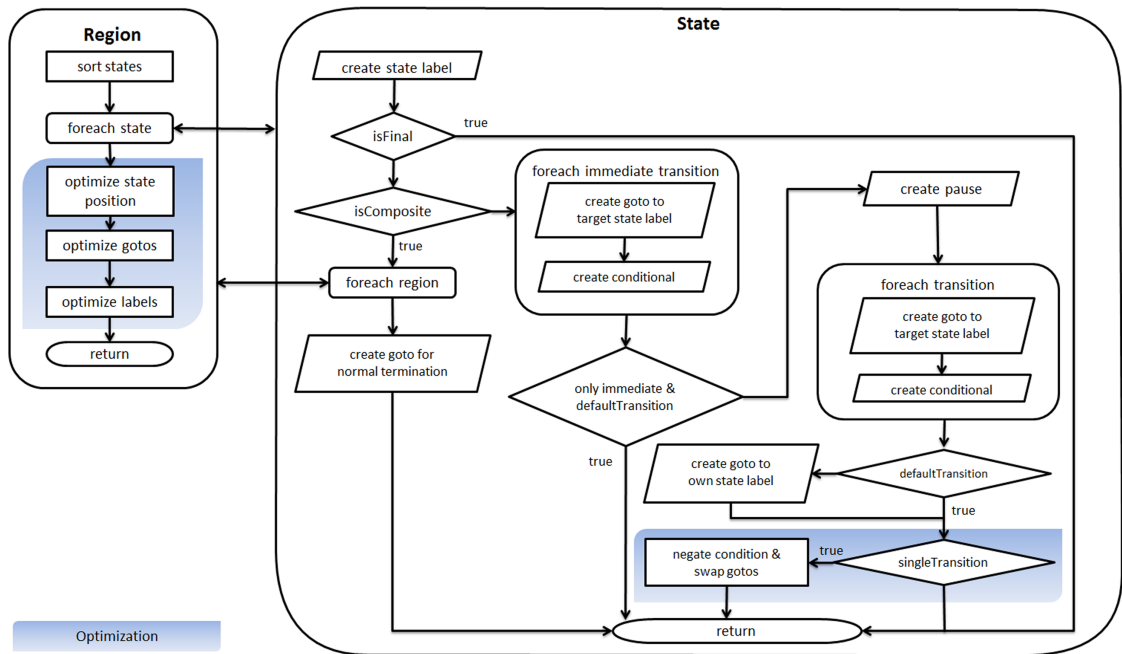 Region
sort states
foreach state
optimize state
position
optimize gotos
optimize labels
return
Optimization
State
create state label
isFinal
true
isComposite
true
foreach region
create goto for
normal termination
foreach immediate transition
create goto to
target state label
create conditional
only immediate &
defaultTransition
true
create pause
foreach transition
create goto to
target state label
create conditional
defaultTransition
true
create goto to
own state label
singleTransition
true
negate condition &
swap gotos
return